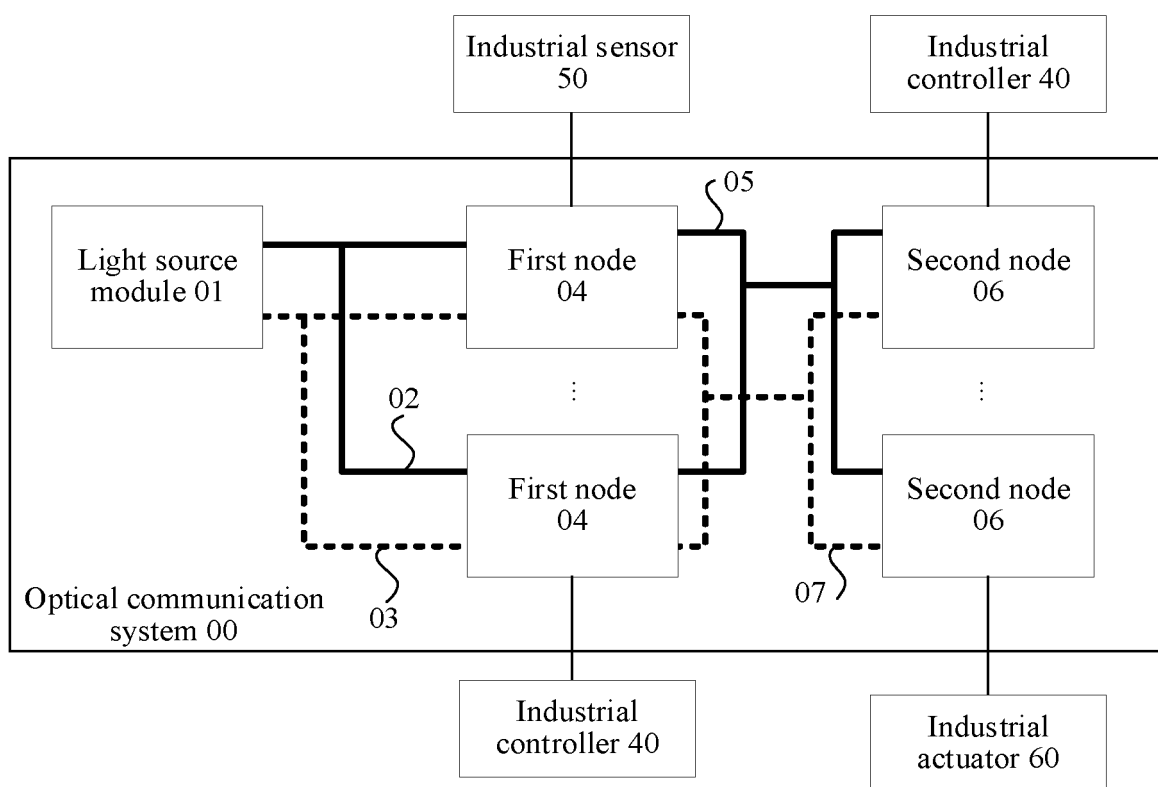 Industrial sensor
50
Industrial
controller 40
05
Light source
module 01
First node
04
Second node
06
⋮
⋮
02
First node
04
Second node
06
03
07
Optical communication
system 00
Industrial
controller 40
Industrial
actuator 60